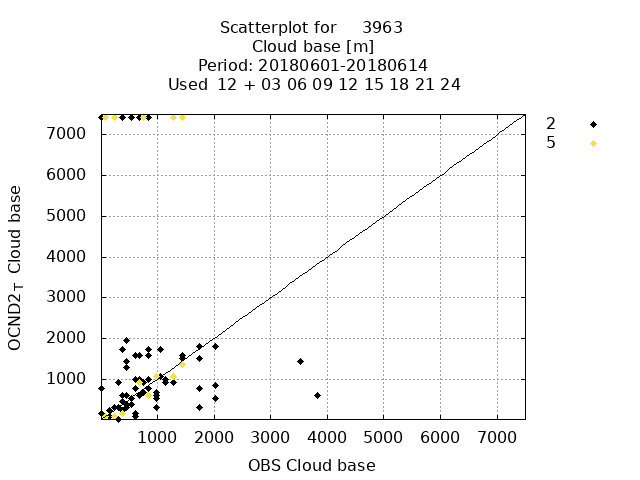 Scatterplot for 3963
Cloud base [m]
Period: 20180601-20180614
Used 12 + 03 06 09 12 15 18 21 24
2
5
7000
6000
5000
4000
3000
2000
1000
OCND2T Cloud base
1000 2000 3000 4000 5000 6000 7000
OBS Cloud base